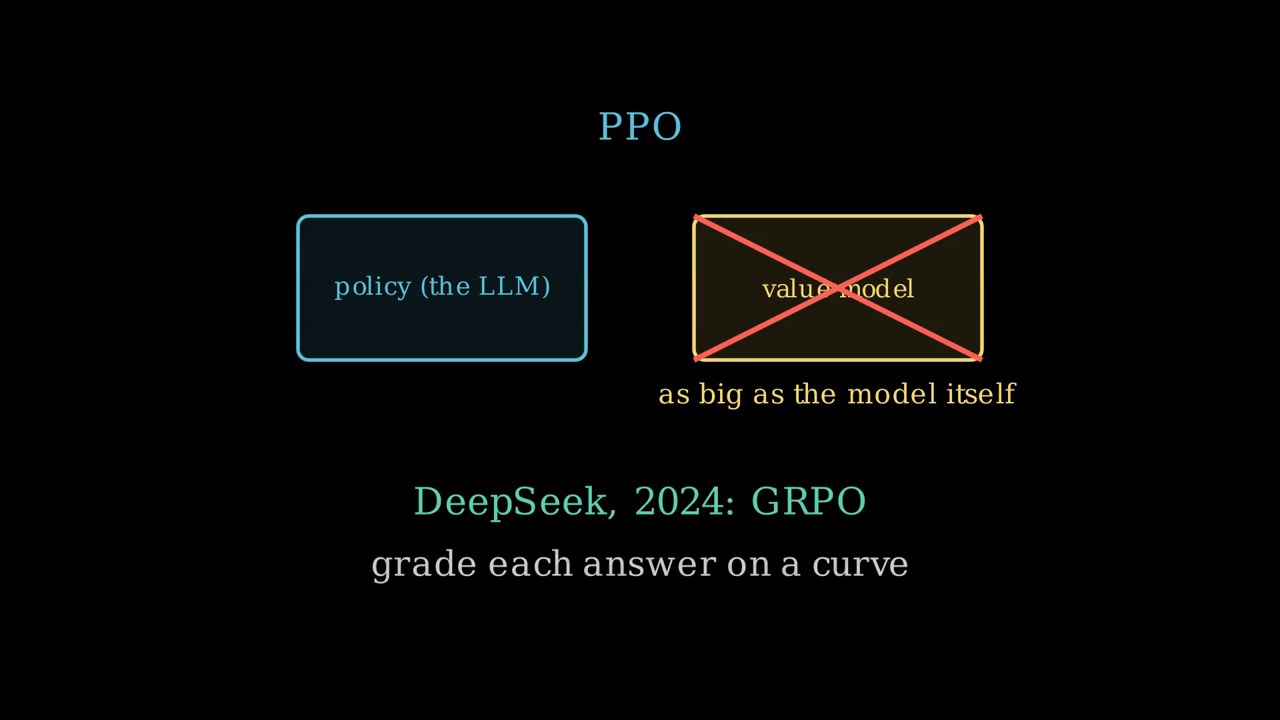 PPO
policy (the LLM)
value model
as big as the model itself
DeepSeek, 2024: GRPO
grade each answer on a curve